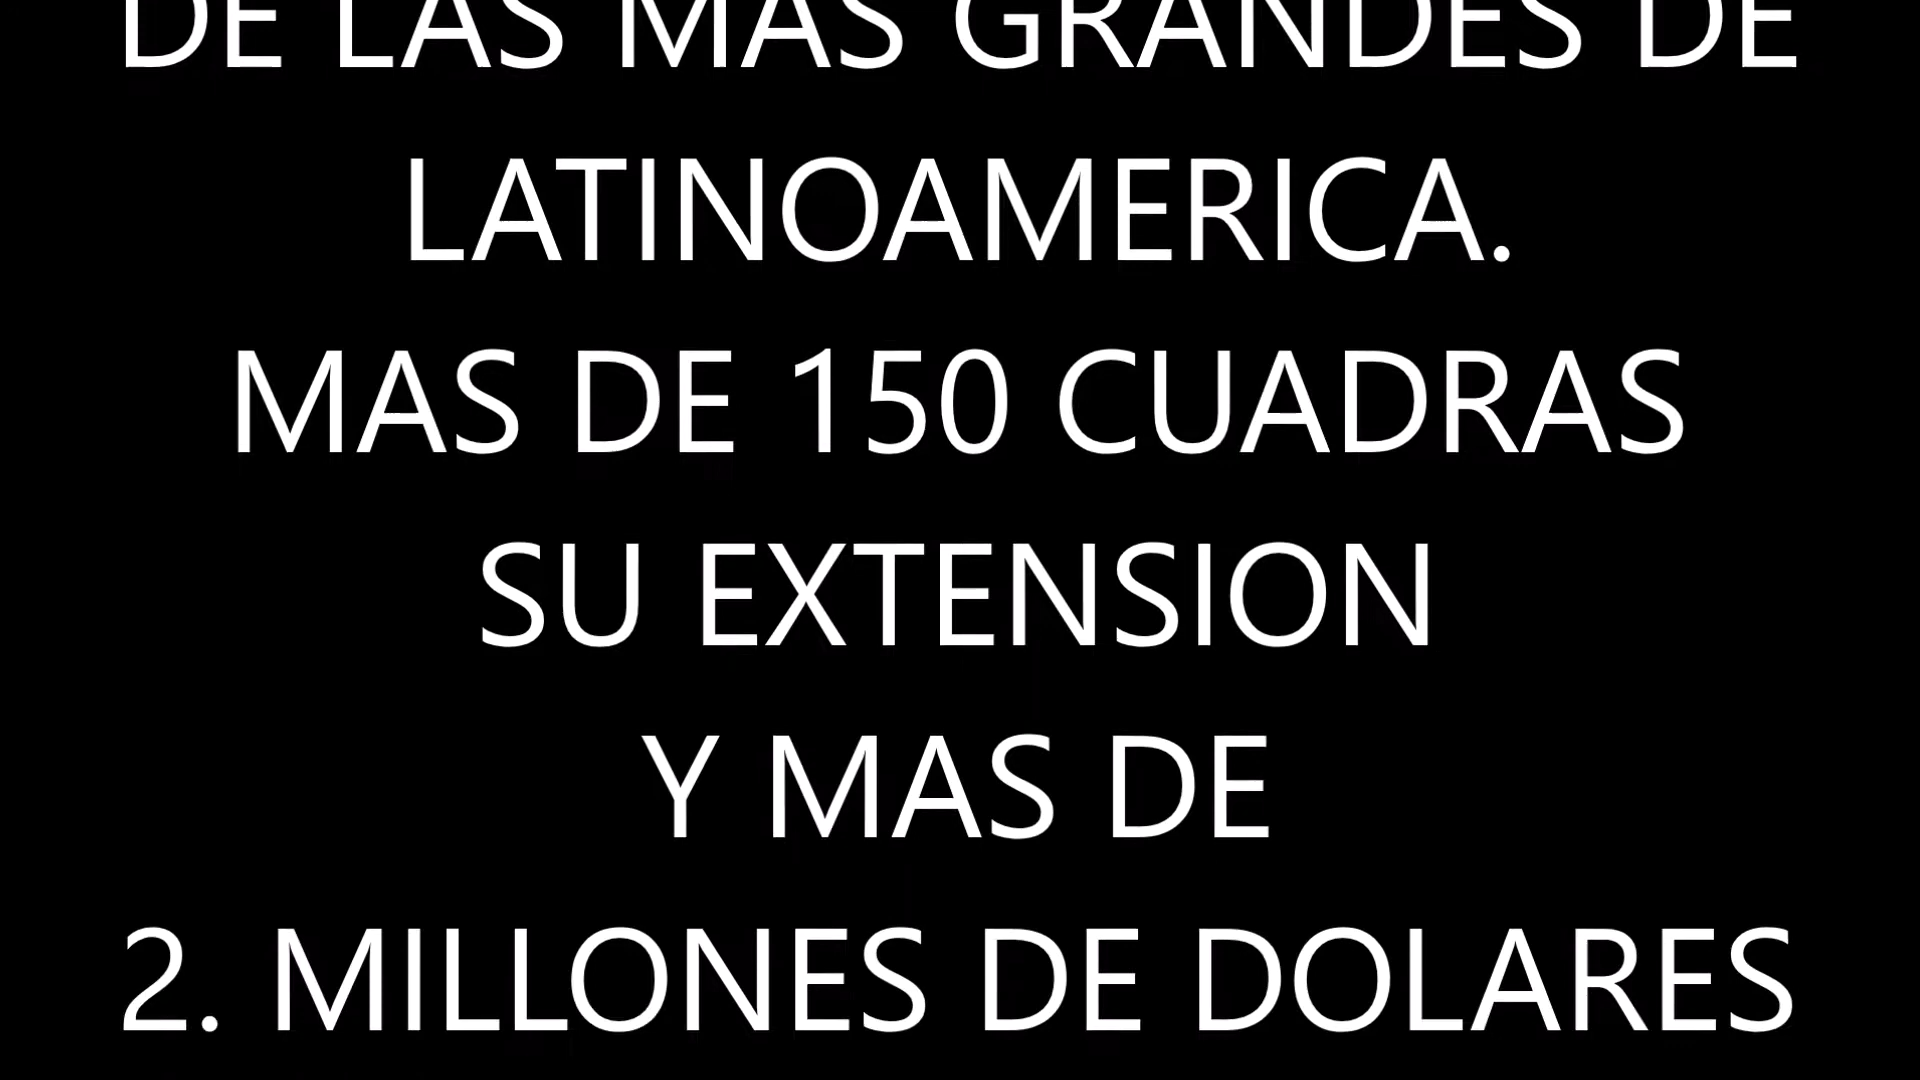 DE LAS MAS GRANDES DE
LATINOAMERICA.
MAS DE 150 CUADRAS
SU EXTENSION
Y MAS DE
2. MILLONES DE DOLARES